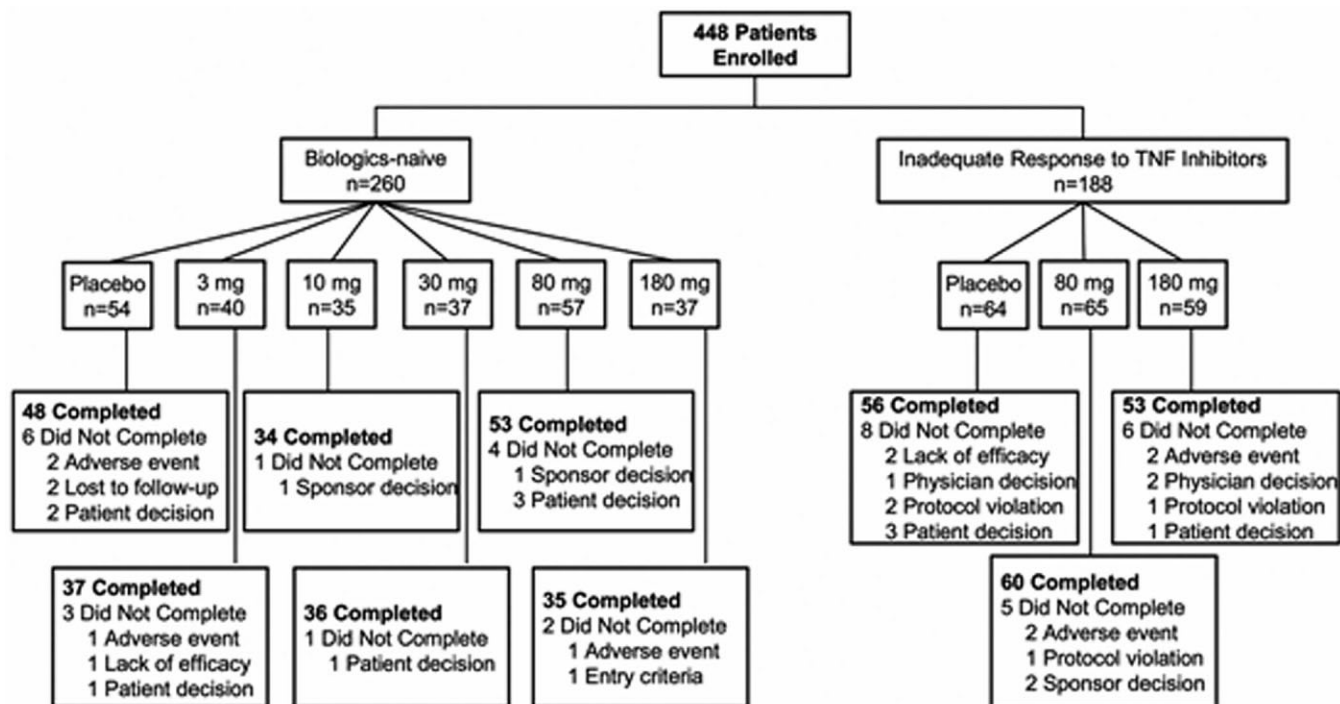 448 Patients
Enrolled
Biologics-naive
n=260
Inadequate Response to TNF Inhibitors
n=188
Placebo
n=54
3 mg
n=40
10 mg
n=35
30 mg
n=37
80 mg
n=57
180 mg
n=37
Placebo
n=64
80 mg
n=65
180 mg
n=59
48 Completed
6 Did Not Complete
2 Adverse event
2 Lost to follow-up
2 Patient decision
34 Completed
1 Did Not Complete
1 Sponsor decision
53 Completed
4 Did Not Complete
1 Sponsor decision
3 Patient decision
56 Completed
8 Did Not Complete
2 Lack of efficacy
1 Physician decision
2 Protocol violation
3 Patient decision
53 Completed
6 Did Not Complete
2 Adverse event
2 Physician decision
1 Protocol violation
1 Patient decision
37 Completed
3 Did Not Complete
1 Adverse event
1 Lack of efficacy
1 Patient decision
36 Completed
1 Did Not Complete
1 Patient decision
35 Completed
2 Did Not Complete
1 Adverse event
1 Entry criteria
60 Completed
5 Did Not Complete
2 Adverse event
1 Protocol violation
2 Sponsor decision